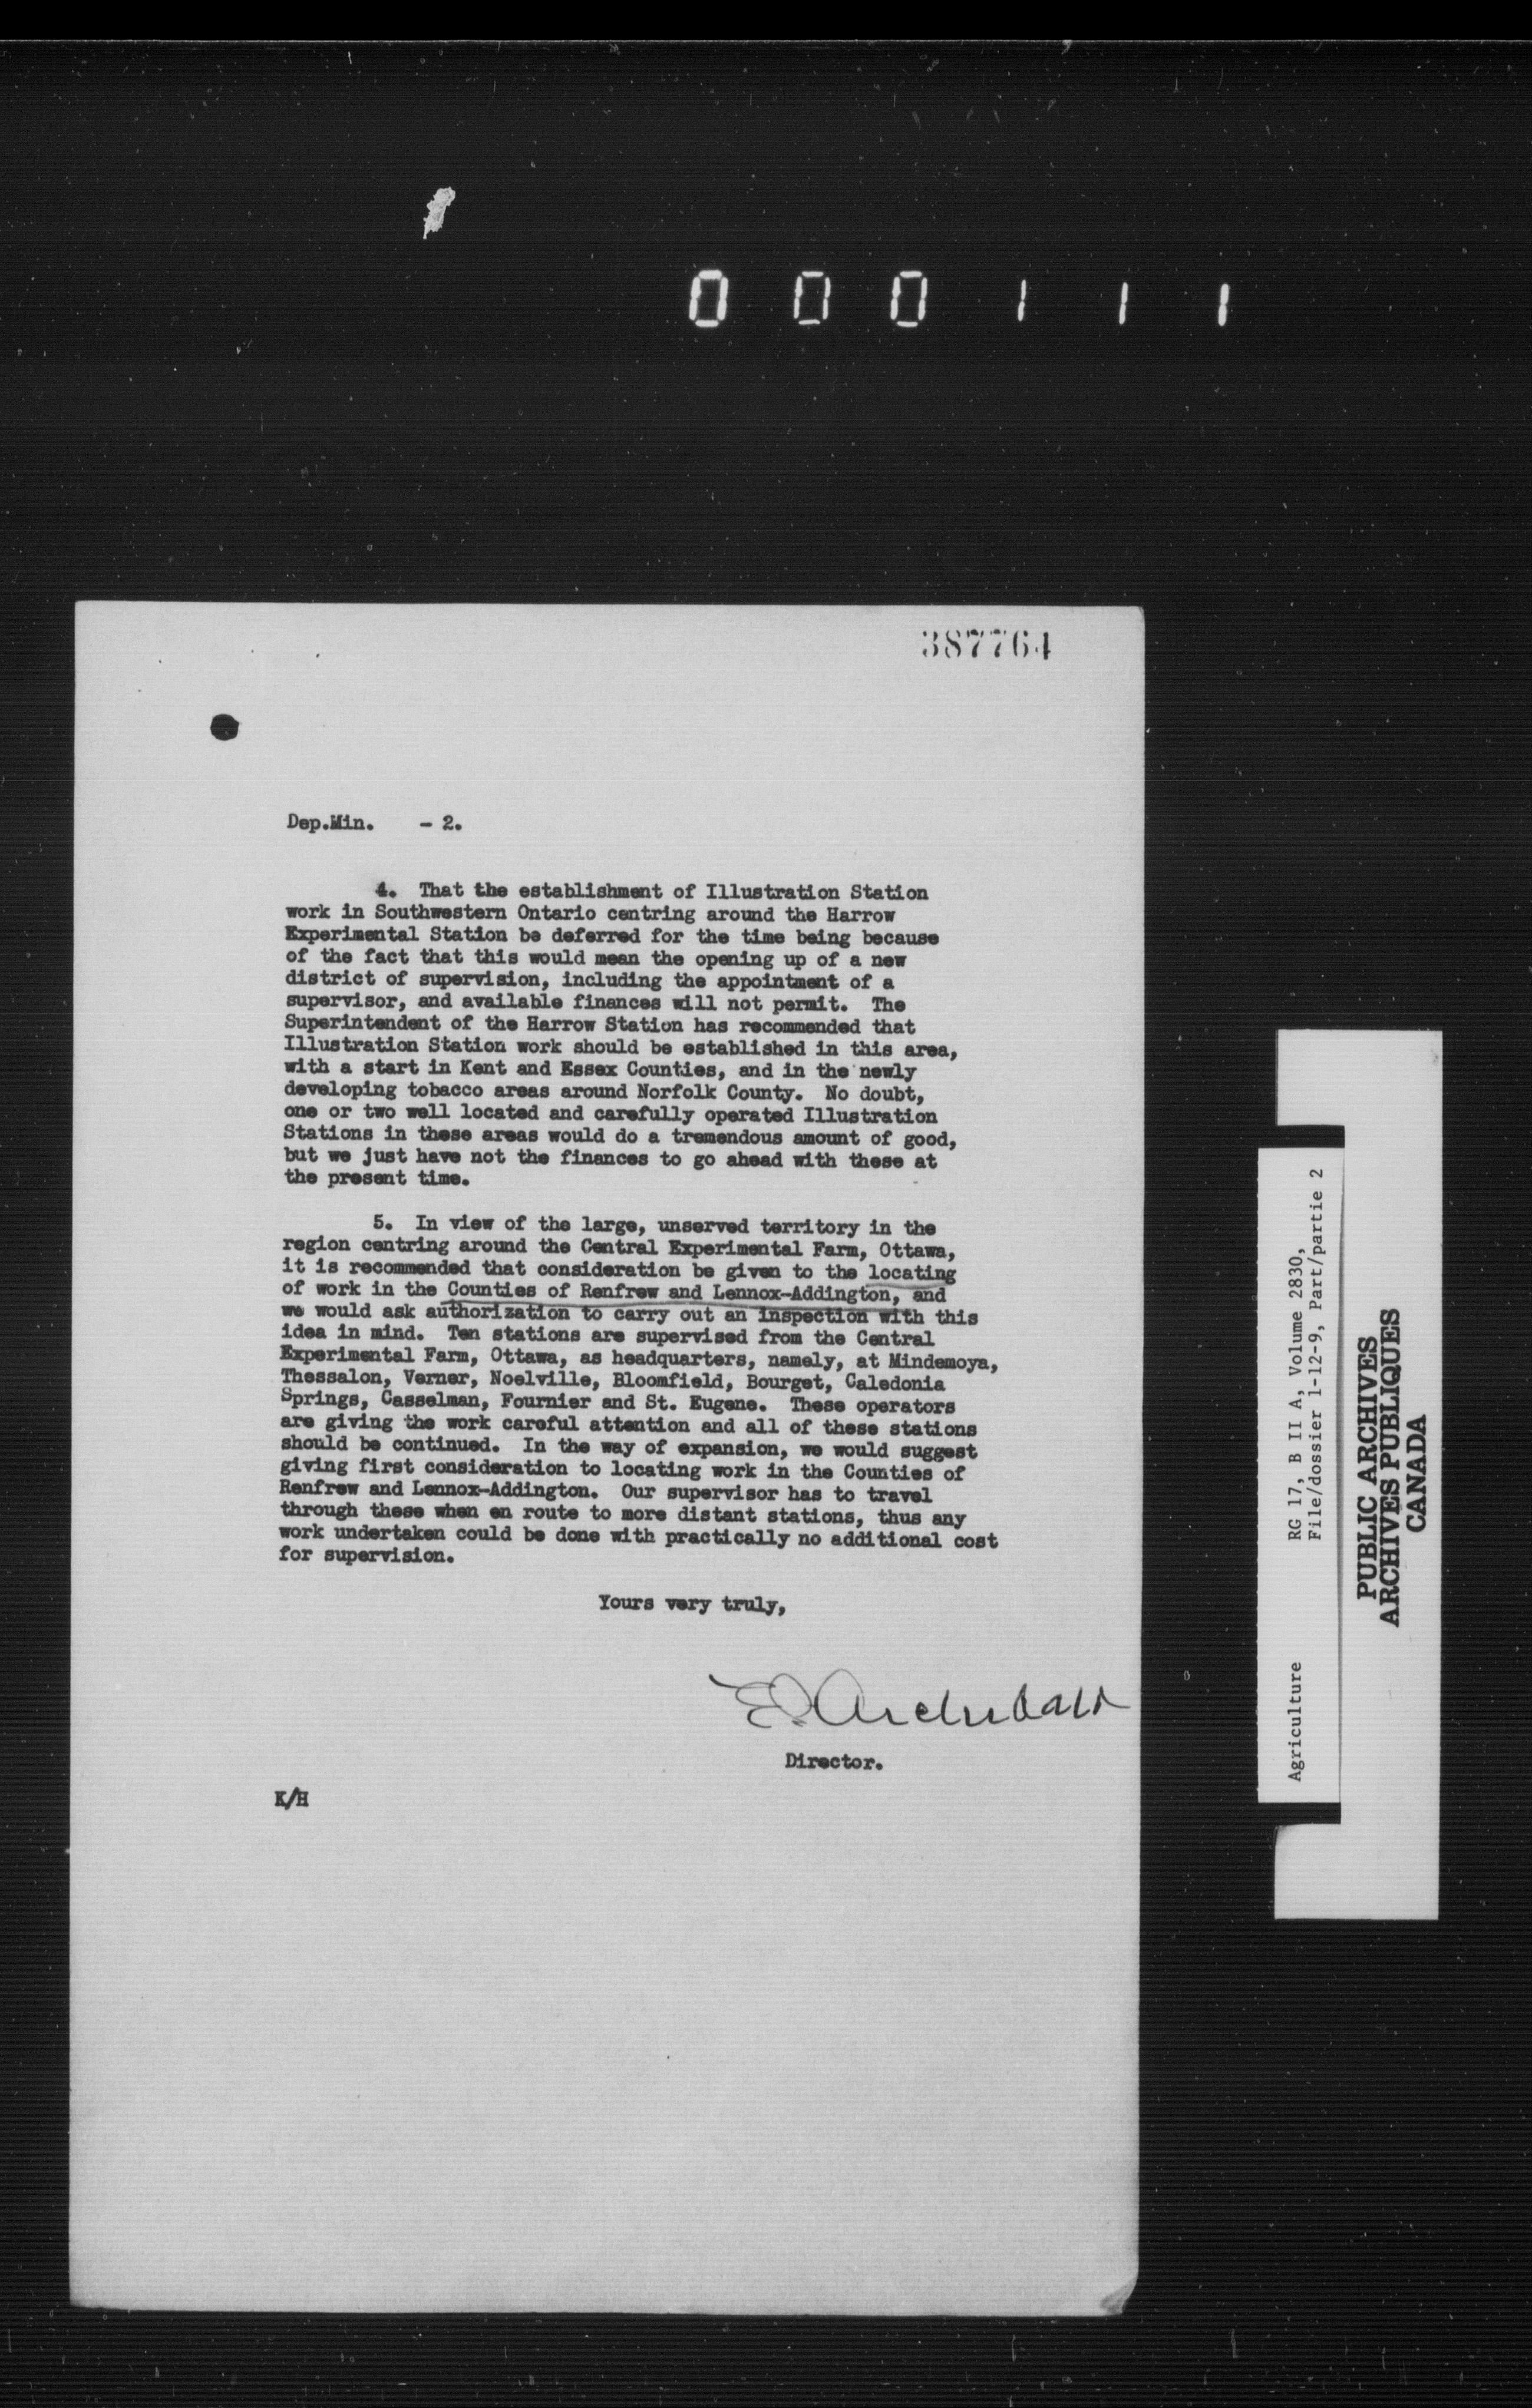 000111
387764
Dep.Min. - 2.
4. That the establishment of Illustration Station
work in Southwestern Ontario centring around the Harrow
Experimental Station be deferred for the time being because
of the fact that this would mean the opening up of a new
district of supervision, including the appointment of a
supervisor, and available finances will not permit. The
Superintendent of the Harrow Station has recommended that
Illustration Station work should be established in this area,
with a start in Kent and Essex Counties, and in the newly
developing tobacco areas around Norfolk County. No doubt,
one or two well located and carefully operated Illustration
Stations in these areas would do a tremendous amount of good,
but we just have not the finances to go ahead with these at
the present time.
5. In view of the large, unserved territory in the
region centring around the Central Experimental Farm, Ottawa,
it is recommended that consideration be given to the locating
of work in the Counties of Renfrew and Lennox-Addington, and
we would ask authorization to carry out an inspection with this
idea in mind. Ten stations are supervised from the Central
Experimental Farm, Ottawa, as headquarters, namely, at Mindemoya,
Thessalon, Verner, Noelville, Bloomfield, Bourget, Caledonia
Springs, Casselman, Fournier and St. Eugene. These operators
are giving the work careful attention and all of these stations
should be continued. In the way of expansion, we would suggest
giving first consideration to locating work in the Counties of
Renfrew and Lennox-Addington. Our supervisor has to travel
through these when en route to more distant stations, thus any
work undertaken could be done with practically no additional cost
for supervision.
Yours very truly,
E.S. Archibald
Director.
K/H
Agriculture RG 17, B II A, Volume 2830,
File/dossier 1-12-9, Part/partie 2
PUBLIC ARCHIVES
ARCHIVES PUBLIQUES
CANADA